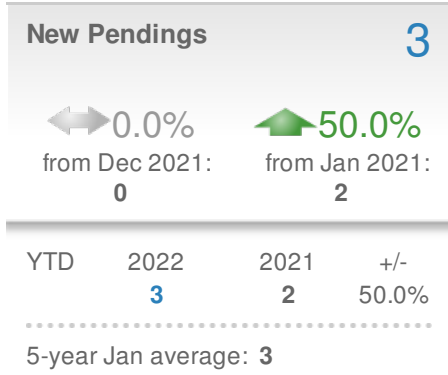 New Pendings 3
0.0% 50.0%
from Dec 2021: from Jan 2021:
0 2
YTD 2022 2021 +/-
3 2 50.0%
5-year Jan average: 3